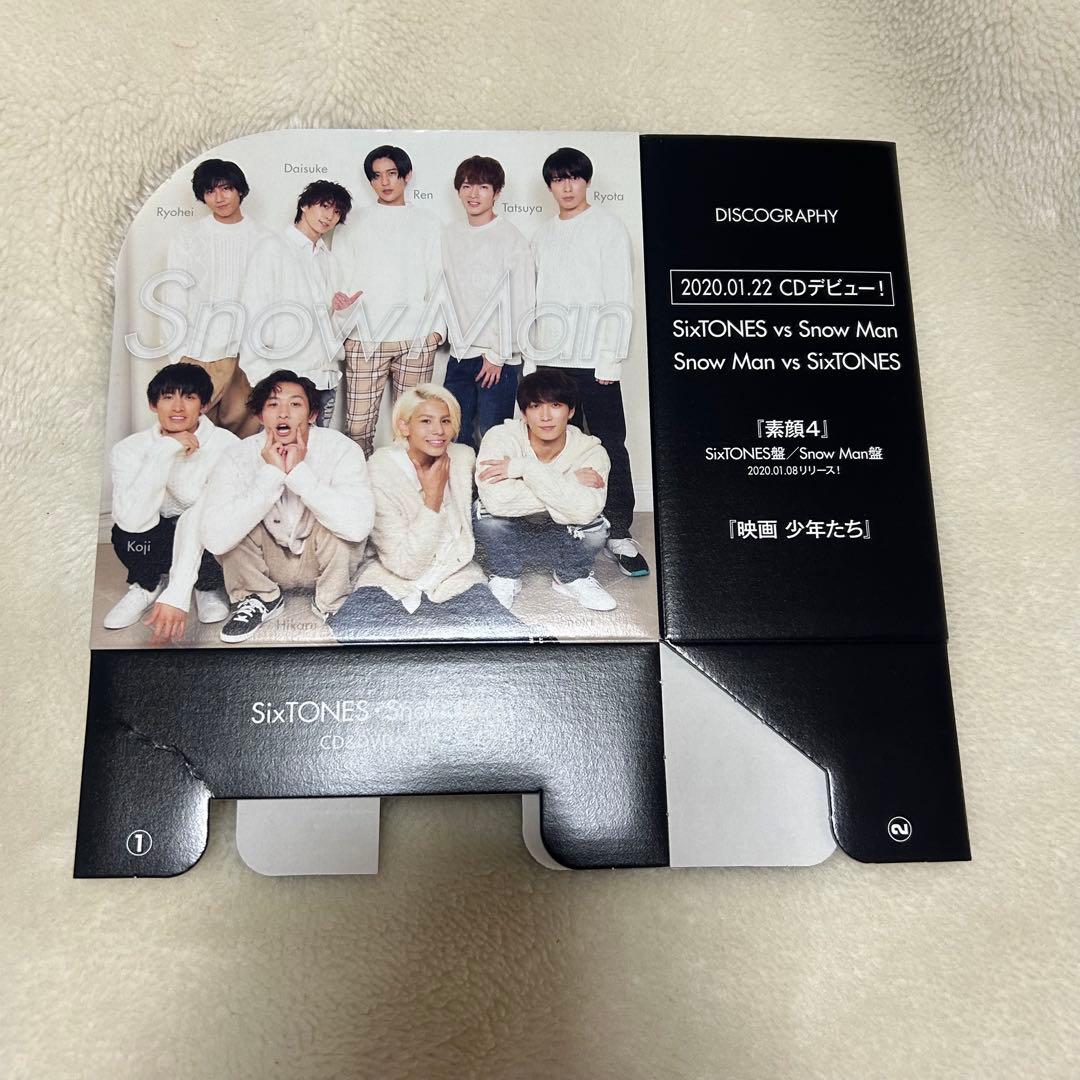 Daisuke
Ren
Tatsuya
Ryota
Ryohei
Snow Man
Koji
Hikaru
DISCOGRAPHY
2020.01.22 CDデビュー!
SixTONES vs Snow Man
Snow Man vs SixTONES
『素顔4』
SixTONES盤/Snow Man盤
2020.01.08リリース!
『映画 少年たち』
SixTONES・Snow
CD&DVD
①
②